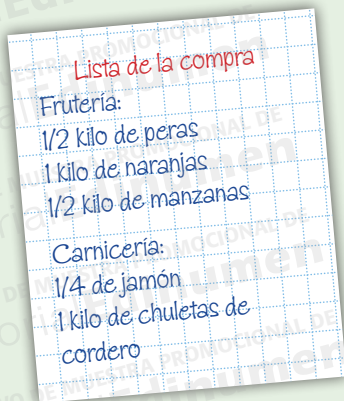 Lista de la compra
Frutería:
1/2 kilo de peras
1 kilo de naranjas
1/2 kilo de manzanas
Carnicería:
1/4 de jamón
1 kilo de chuletas de
cordero